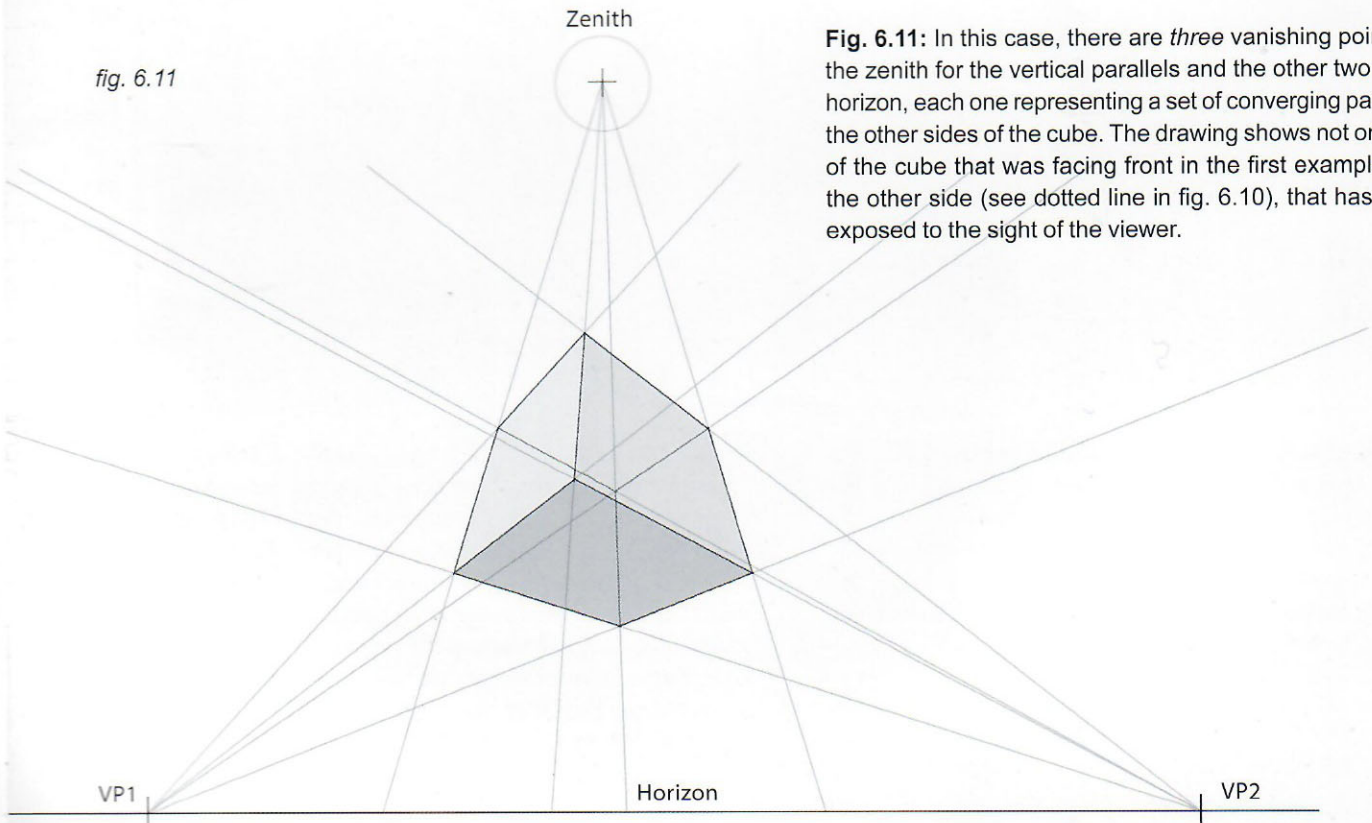 Zenith
fig. 6.11
Fig. 6.11: In this case, there are three vanishing poi
the zenith for the vertical parallels and the other two
horizon, each one representing a set of converging pa
the other sides of the cube. The drawing shows not or
of the cube that was facing front in the first exampl
the other side (see dotted line in fig. 6.10), that has
exposed to the sight of the viewer.
VP1
Horizon
VP2